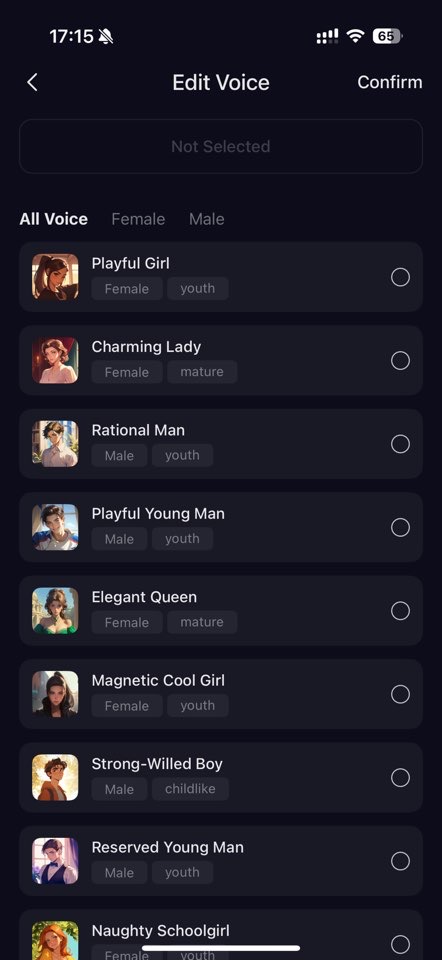 17:15
65
Edit Voice
Confirm
Not Selected
All Voice Female Male
Playful Girl
Female youth
Charming Lady
Female mature
Rational Man
Male youth
Playful Young Man
Male youth
Elegant Queen
Female mature
Magnetic Cool Girl
Female youth
Strong-Willed Boy
Male childlike
Reserved Young Man
Male youth
Naughty Schoolgirl
Female youth